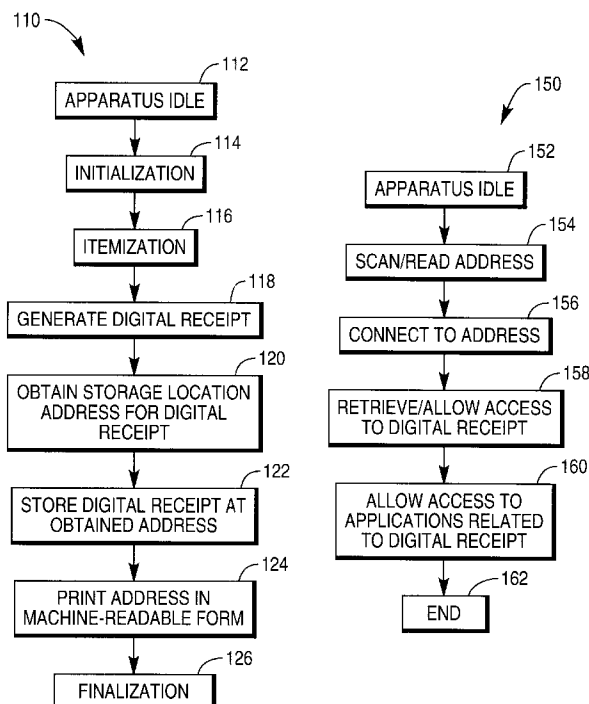 110
112
APPARATUS IDLE
114
INITIALIZATION
116
ITEMIZATION
118
GENERATE DIGITAL RECEIPT
120
OBTAIN STORAGE LOCATION
ADDRESS FOR DIGITAL
RECEIPT
122
STORE DIGITAL RECEIPT AT
OBTAINED ADDRESS
124
PRINT ADDRESS IN
MACHINE-READABLE FORM
126
FINALIZATION
150
152
APPARATUS IDLE
154
SCAN/READ ADDRESS
156
CONNECT TO ADDRESS
158
RETRIEVE/ALLOW ACCESS
TO DIGITAL RECEIPT
160
ALLOW ACCESS TO
APPLICATIONS RELATED
TO DIGITAL RECEIPT
162
END